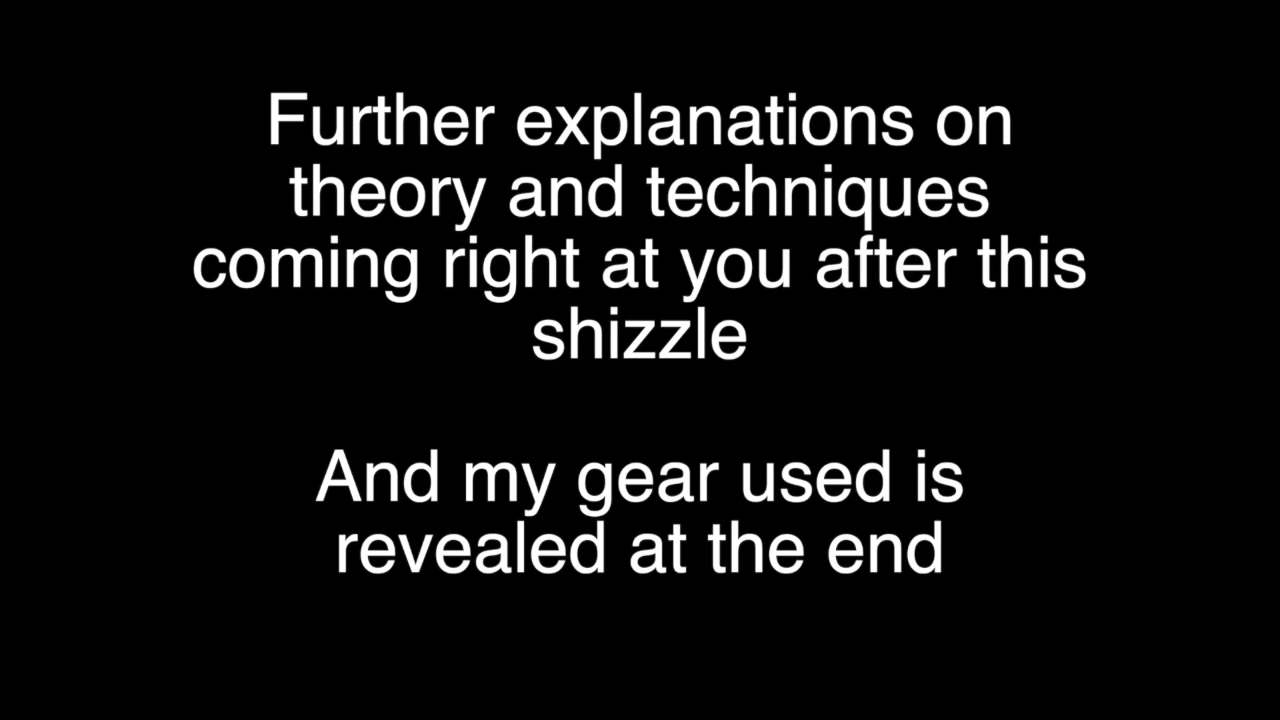 Further explanations on
theory and techniques
coming right at you after this
shizzle
And my gear used is
revealed at the end